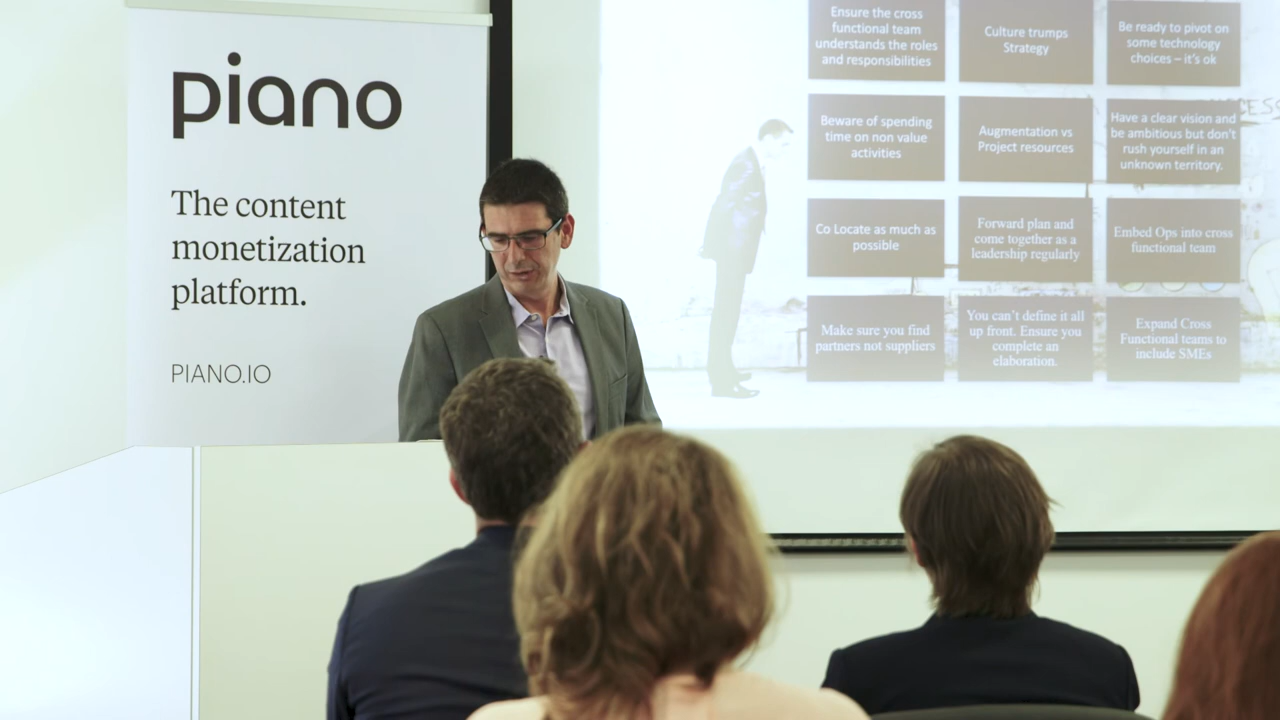 piano
The content
monetization
platform.
PIANO.IO
Ensure the cross
functional team
understands the roles
and responsibilities
Culture trumps
Strategy
Be ready to pivot on
some technology
choices – it's ok
Beware of spending
time on non value
activities
Augmentation vs
Project resources
Have a clear vision and
be ambitious but don't
rush yourself in an
unknown territory.
Co Locate as much as
possible
Forward plan and
come together as a
leadership regularly
Embed Ops into cross
functional team
Make sure you find
partners not suppliers
You can't define it all
up front. Ensure you
complete an
elaboration.
Expand Cross
Functional teams to
include SMEs